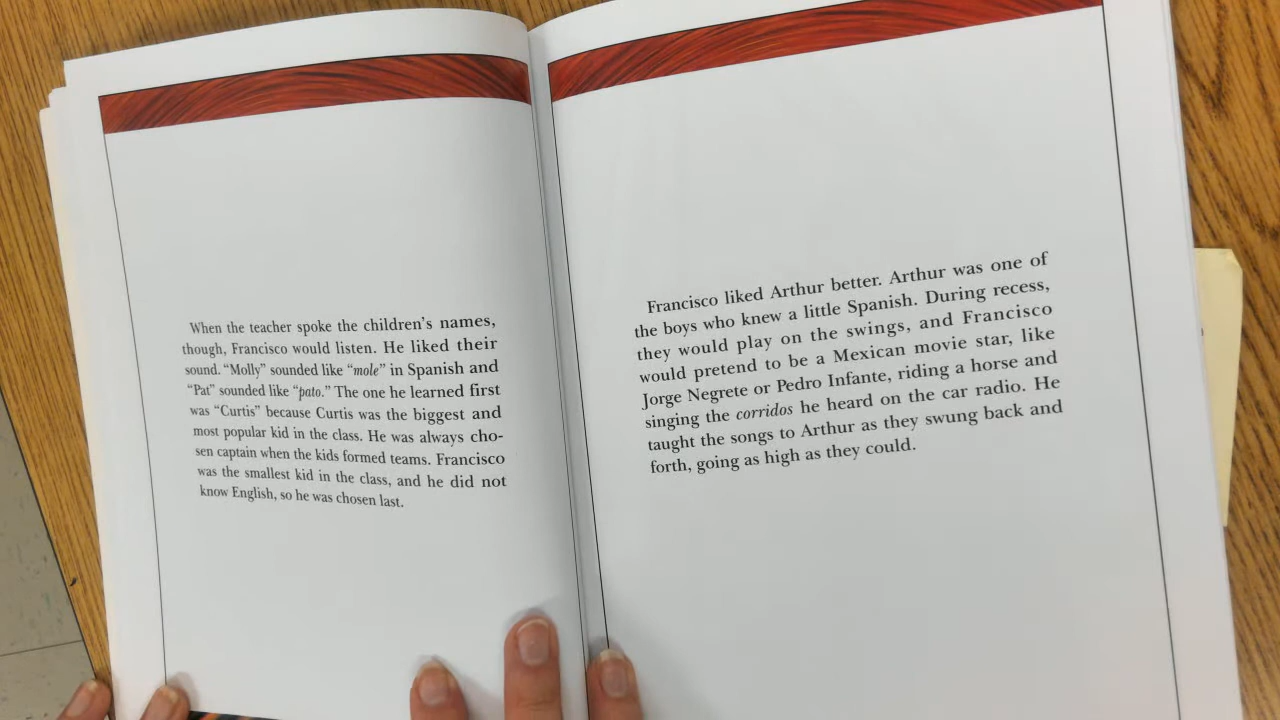 When the teacher spoke the children's names,
though, Francisco would listen. He liked their
sound. “Molly” sounded like “mole” in Spanish and
“Pat” sounded like “pato.” The one he learned first
was “Curtis” because Curtis was the biggest and
most popular kid in the class. He was always cho-
sen captain when the kids formed teams. Francisco
was the smallest kid in the class, and he did not
know English, so he was chosen last.
Francisco liked Arthur better. Arthur was one of
the boys who knew a little Spanish. During recess,
they would play on the swings, and Francisco
would pretend to be a Mexican movie star, like
Jorge Negrete or Pedro Infante, riding a horse and
singing the corridos he heard on the car radio. He
taught the songs to Arthur as they swung back and
forth, going as high as they could.